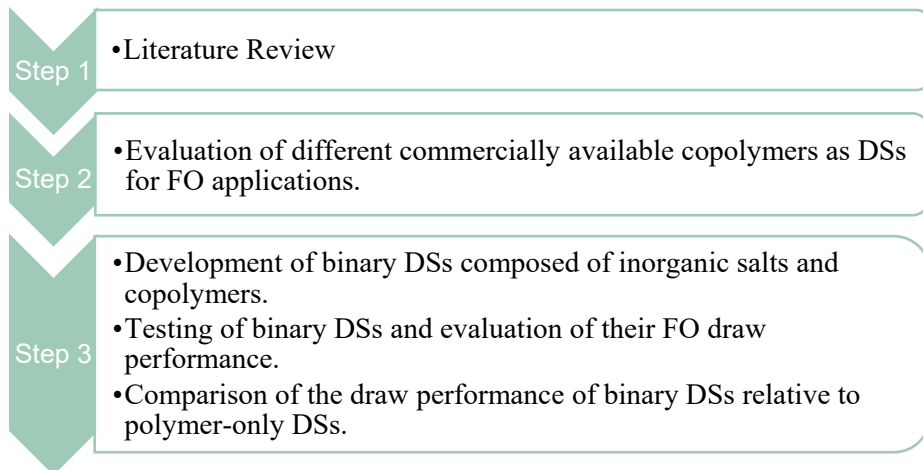 Step 1
•Literature Review
Step 2
•Evaluation of different commercially available copolymers as DSs
for FO applications.
Step 3
•Development of binary DSs composed of inorganic salts and
copolymers.
•Testing of binary DSs and evaluation of their FO draw
performance.
•Comparison of the draw performance of binary DSs relative to
polymer-only DSs.